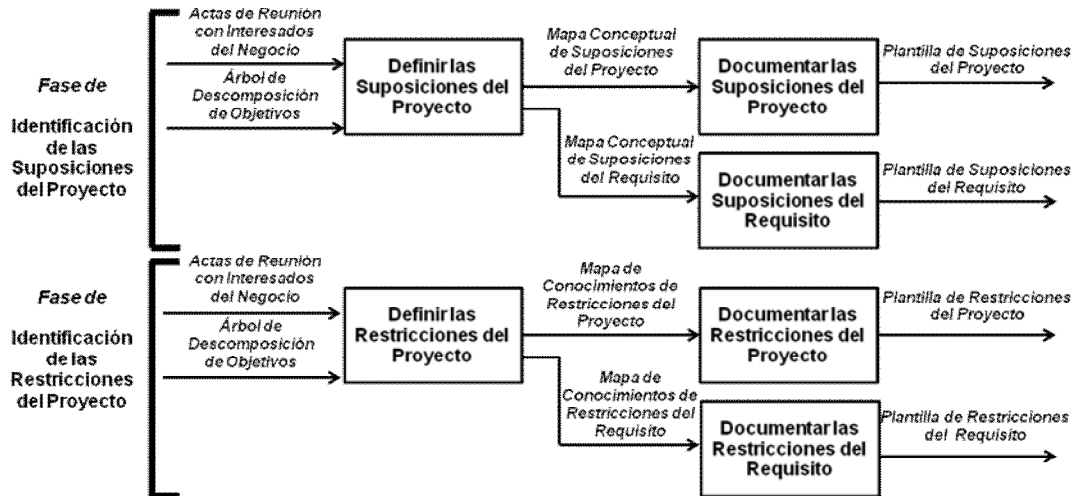 Fase de
Identificación
de las
Suposiciones
del Proyecto
Actas de Reunión
con Interesados
del Negocio
Árbol de
Descomposición
de Objetivos
Definir las
Suposiciones del
Proyecto
Mapa Conceptual
de Suposiciones
del Proyecto
Mapa Conceptual
de Suposiciones
del Requisito
Documentar las
Suposiciones del
Proyecto
Plantilla de Suposiciones
del Proyecto
Documentar las
Suposiciones del
Requisito
Plantilla de Suposiciones
del Requisito
Fase de
Identificación
de las
Restricciones
del Proyecto
Actas de Reunión
con Interesados
del Negocio
Árbol de
Descomposición
de Objetivos
Definir las
Restricciones del
Proyecto
Mapa de
Conocimientos de
Restricciones del
Proyecto
Mapa de
Conocimientos de
Restricciones del
Requisito
Documentar las
Restricciones del
Proyecto
Plantilla de Restricciones
del Proyecto
Documentar las
Restricciones del
Requisito
Plantilla de Restricciones
del Requisito